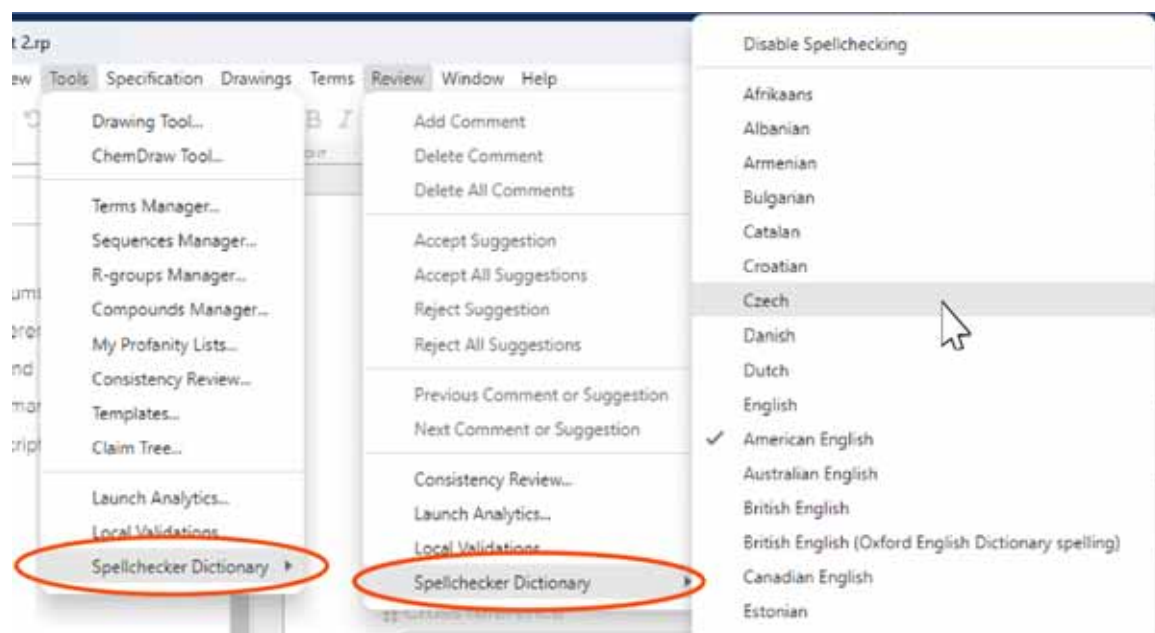 t 2.rp
ew Tools Specification Drawings Terms Review Window Help
Drawing Tool...
ChemDraw Tool...
Terms Manager...
Sequences Manager...
R-groups Manager...
Compounds Manager...
My Profanity Lists...
Consistency Review...
Templates...
Claim Tree...
Launch Analytics...
Local Validations
Spellchecker Dictionary
B I
Add Comment
Delete Comment
Delete All Comments
Accept Suggestion
Accept All Suggestions
Reject Suggestion
Reject All Suggestions
Previous Comment or Suggestion
Next Comment or Suggestion
Consistency Review...
Launch Analytics...
Local Validations
Spellchecker Dictionary
Disable Spellchecking
Afrikaans
Albanian
Armenian
Bulgarian
Catalan
Croatian
Czech
Danish
Dutch
English
American English
Australian English
British English
British English (Oxford English Dictionary spelling)
Canadian English
Estonian